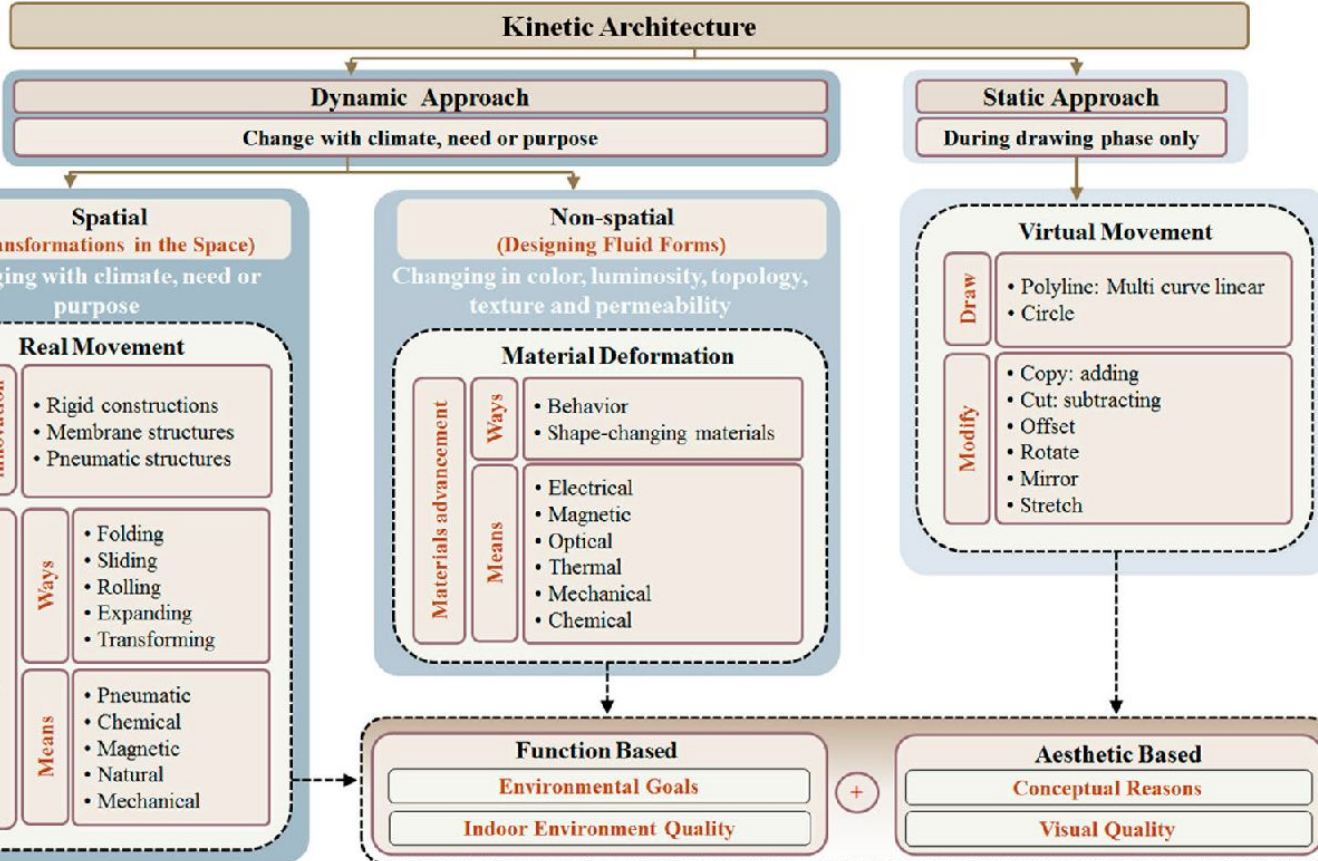 Kinetic Architecture
Dynamic Approach
Change with climate, need or purpose
Static Approach
During drawing phase only
Spatial
in the Space)
with climate, need or
purpose
Real Movement
• Rigid constructions
• Membrane structures
• Pneumatic structures
Ways
• Folding
• Sliding
• Rolling
• Expanding
• Transforming
Means
• Pneumatic
• Chemical
• Magnetic
• Natural
• Mechanical
Non-spatial
(Designing Fluid Forms)
Changing in color, luminosity, topology,
texture and permeability
Material Deformation
Materials advancement
Ways
• Behavior
• Shape-changing materials
Means
• Electrical
• Magnetic
• Optical
• Thermal
• Mechanical
• Chemical
Virtual Movement
Draw
• Polyline: Multi curve linear
• Circle
Modify
• Copy: adding
• Cut: subtracting
• Offset
• Rotate
• Mirror
• Stretch
Function Based
Environmental Goals
Indoor Environment Quality
+
Aesthetic Based
Conceptual Reasons
Visual Quality